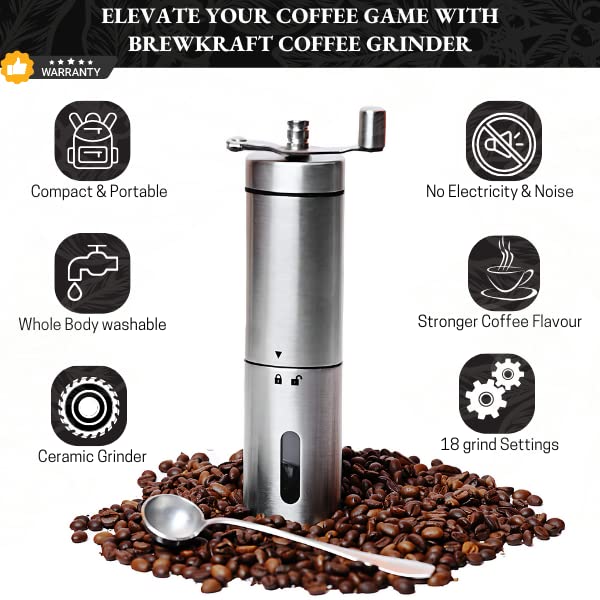 ELEVATE YOUR COFFEE GAME WITH
BREWKRAFT COFFEE GRINDER
WARRANTY
Compact & Portable
No Electricity & Noise
Whole Body washable
Stronger Coffee Flavour
Ceramic Grinder
18 grind Settings